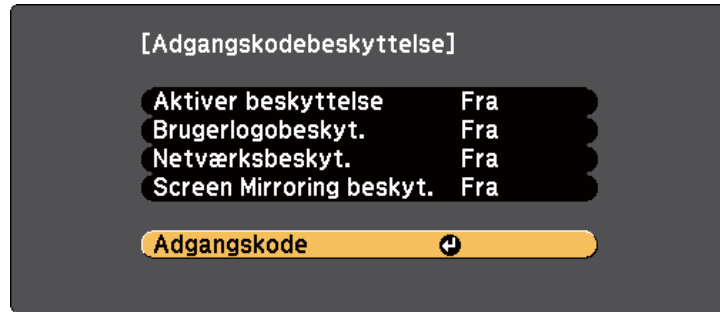 [Adgangskodebeskyttelse]
Aktiver beskyttelse Fra
Brugerlogobeskyt. Fra
Netværksbeskyt. Fra
Screen Mirroring beskyt. Fra
Adgangskode